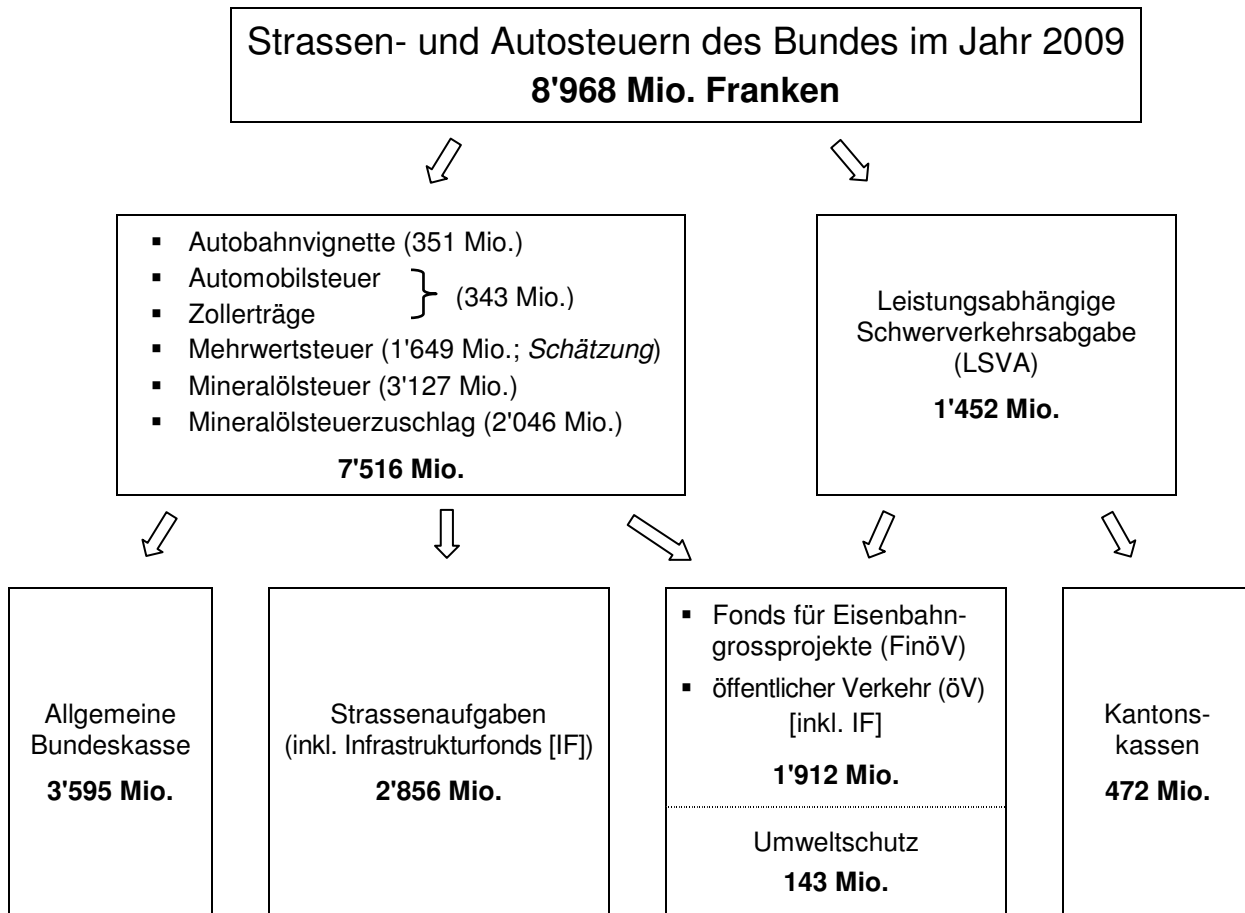 Strassen- und Autosteuern des Bundes im Jahr 2009
8'968 Mio. Franken
▪ Autobahnvignette (351 Mio.)
▪ Automobilsteuer
▪ Zollerträge
(343 Mio.)
▪ Mehrwertsteuer (1'649 Mio.; Schätzung)
▪ Mineralölsteuer (3'127 Mio.)
▪ Mineralölsteuerzuschlag (2'046 Mio.)
7'516 Mio.
Leistungsabhängige
Schwerverkehrsabgabe
(LSVA)
1'452 Mio.
Allgemeine
Bundeskasse
3'595 Mio.
Strassenaufgaben
(inkl. Infrastrukturfonds [IF])
2'856 Mio.
▪ Fonds für Eisenbahn-
grossprojekte (FinöV)
▪ öffentlicher Verkehr (öV)
[inkl. IF]
1'912 Mio.
Umweltschutz
143 Mio.
Kantons-
kassen
472 Mio.